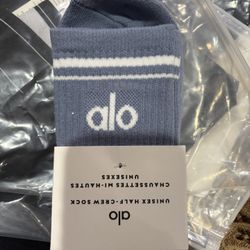 alo
CHAUSSETTES MI-HAUTES
UNISEXES
UNISEX HALF-CREW SOCK
alo